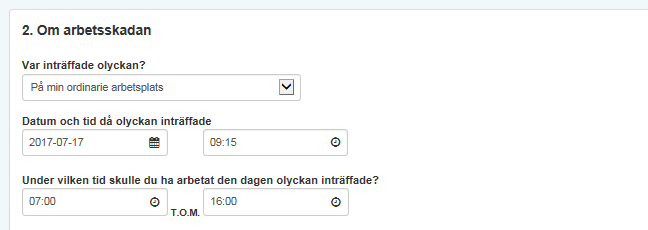 2. Om arbetsskadan
Var inträffade olyckan?
På min ordinarie arbetsplats
Datum och tid då olyckan inträffade
2017-07-17 09:15
Under vilken tid skulle du ha arbetat den dagen olyckan inträffade?
07:00 T.O.M. 16:00